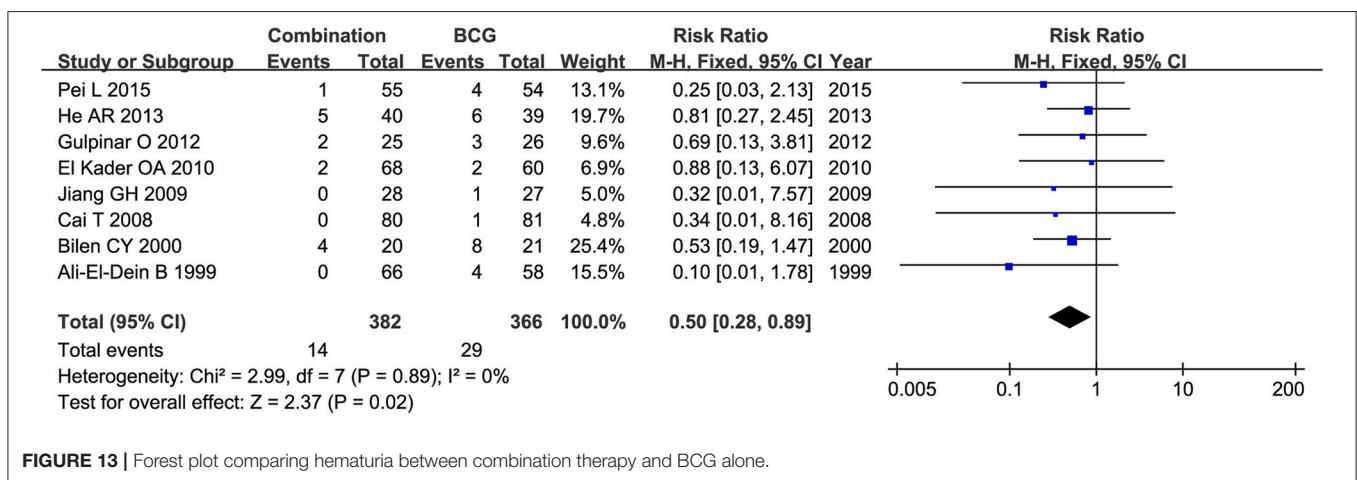 Combination BCG Risk Ratio Risk Ratio
Study or Subgroup Events Total Events Total Weight M-H, Fixed, 95% CI Year M-H, Fixed, 95% CI
Pei L 2015 1 55 4 54 13.1% 0.25 [0.03, 2.13] 2015
He AR 2013 5 40 6 39 19.7% 0.81 [0.27, 2.45] 2013
Gulpinar O 2012 2 25 3 26 9.6% 0.69 [0.13, 3.81] 2012
El Kader OA 2010 2 68 2 60 6.9% 0.88 [0.13, 6.07] 2010
Jiang GH 2009 0 28 1 27 5.0% 0.32 [0.01, 7.57] 2009
Cai T 2008 0 80 1 81 4.8% 0.34 [0.01, 8.16] 2008
Bilen CY 2000 4 20 8 21 25.4% 0.53 [0.19, 1.47] 2000
Ali-El-Dein B 1999 0 66 4 58 15.5% 0.10 [0.01, 1.78] 1999
Total (95% CI) 382 366 100.0% 0.50 [0.28, 0.89]
Total events 14 29
Heterogeneity: Chi² = 2.99, df = 7 (P = 0.89); I² = 0%
Test for overall effect: Z = 2.37 (P = 0.02)
0.005 0.1 1 10 200
FIGURE 13 | Forest plot comparing hematuria between combination therapy and BCG alone.